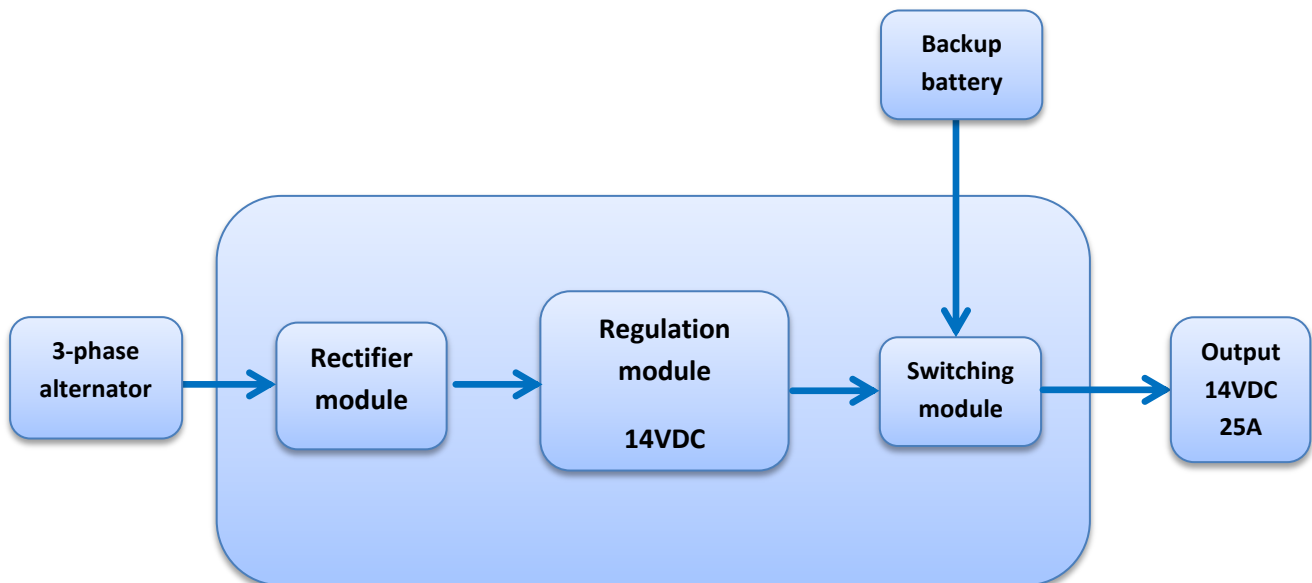 Backup
battery
3-phase
alternator
Rectifier
module
Regulation
module
14VDC
Switching
module
Output
14VDC
25A